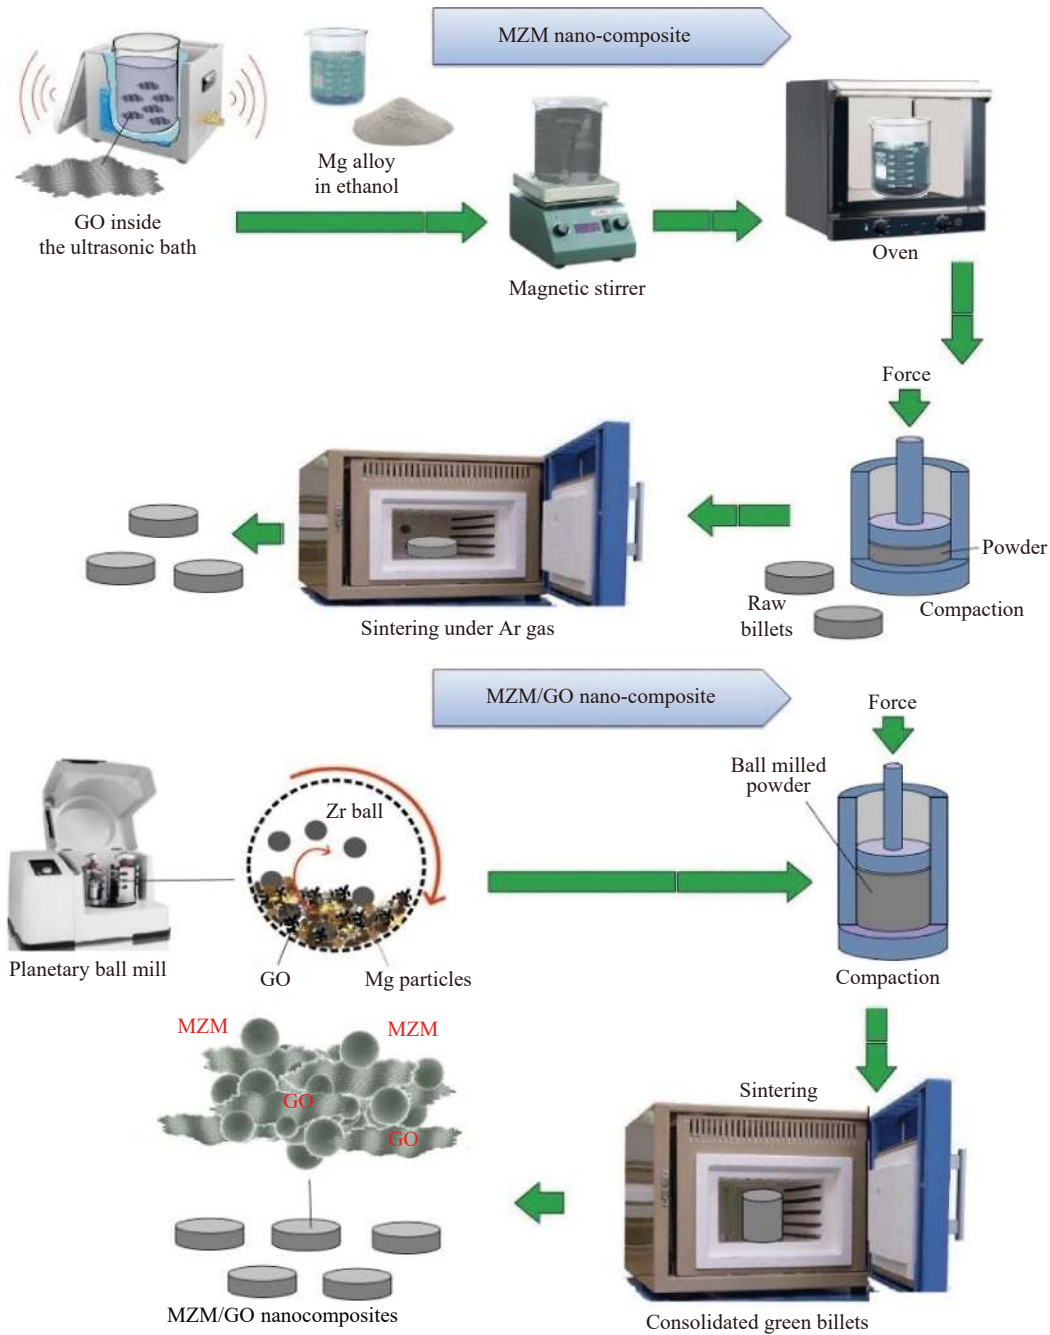 MZM nano-composite
Mg alloy
in ethanol
GO inside
the ultrasonic bath
Magnetic stirrer
Oven
Force
Powder
Compaction
Raw
billets
Sintering under Ar gas
MZM/GO nano-composite
Force
Ball milled
powder
Zr ball
Planetary ball mill
GO
Mg particles
Compaction
MZM
MZM
GO
GO
Sintering
MZM/GO nanocomposites
Consolidated green billets